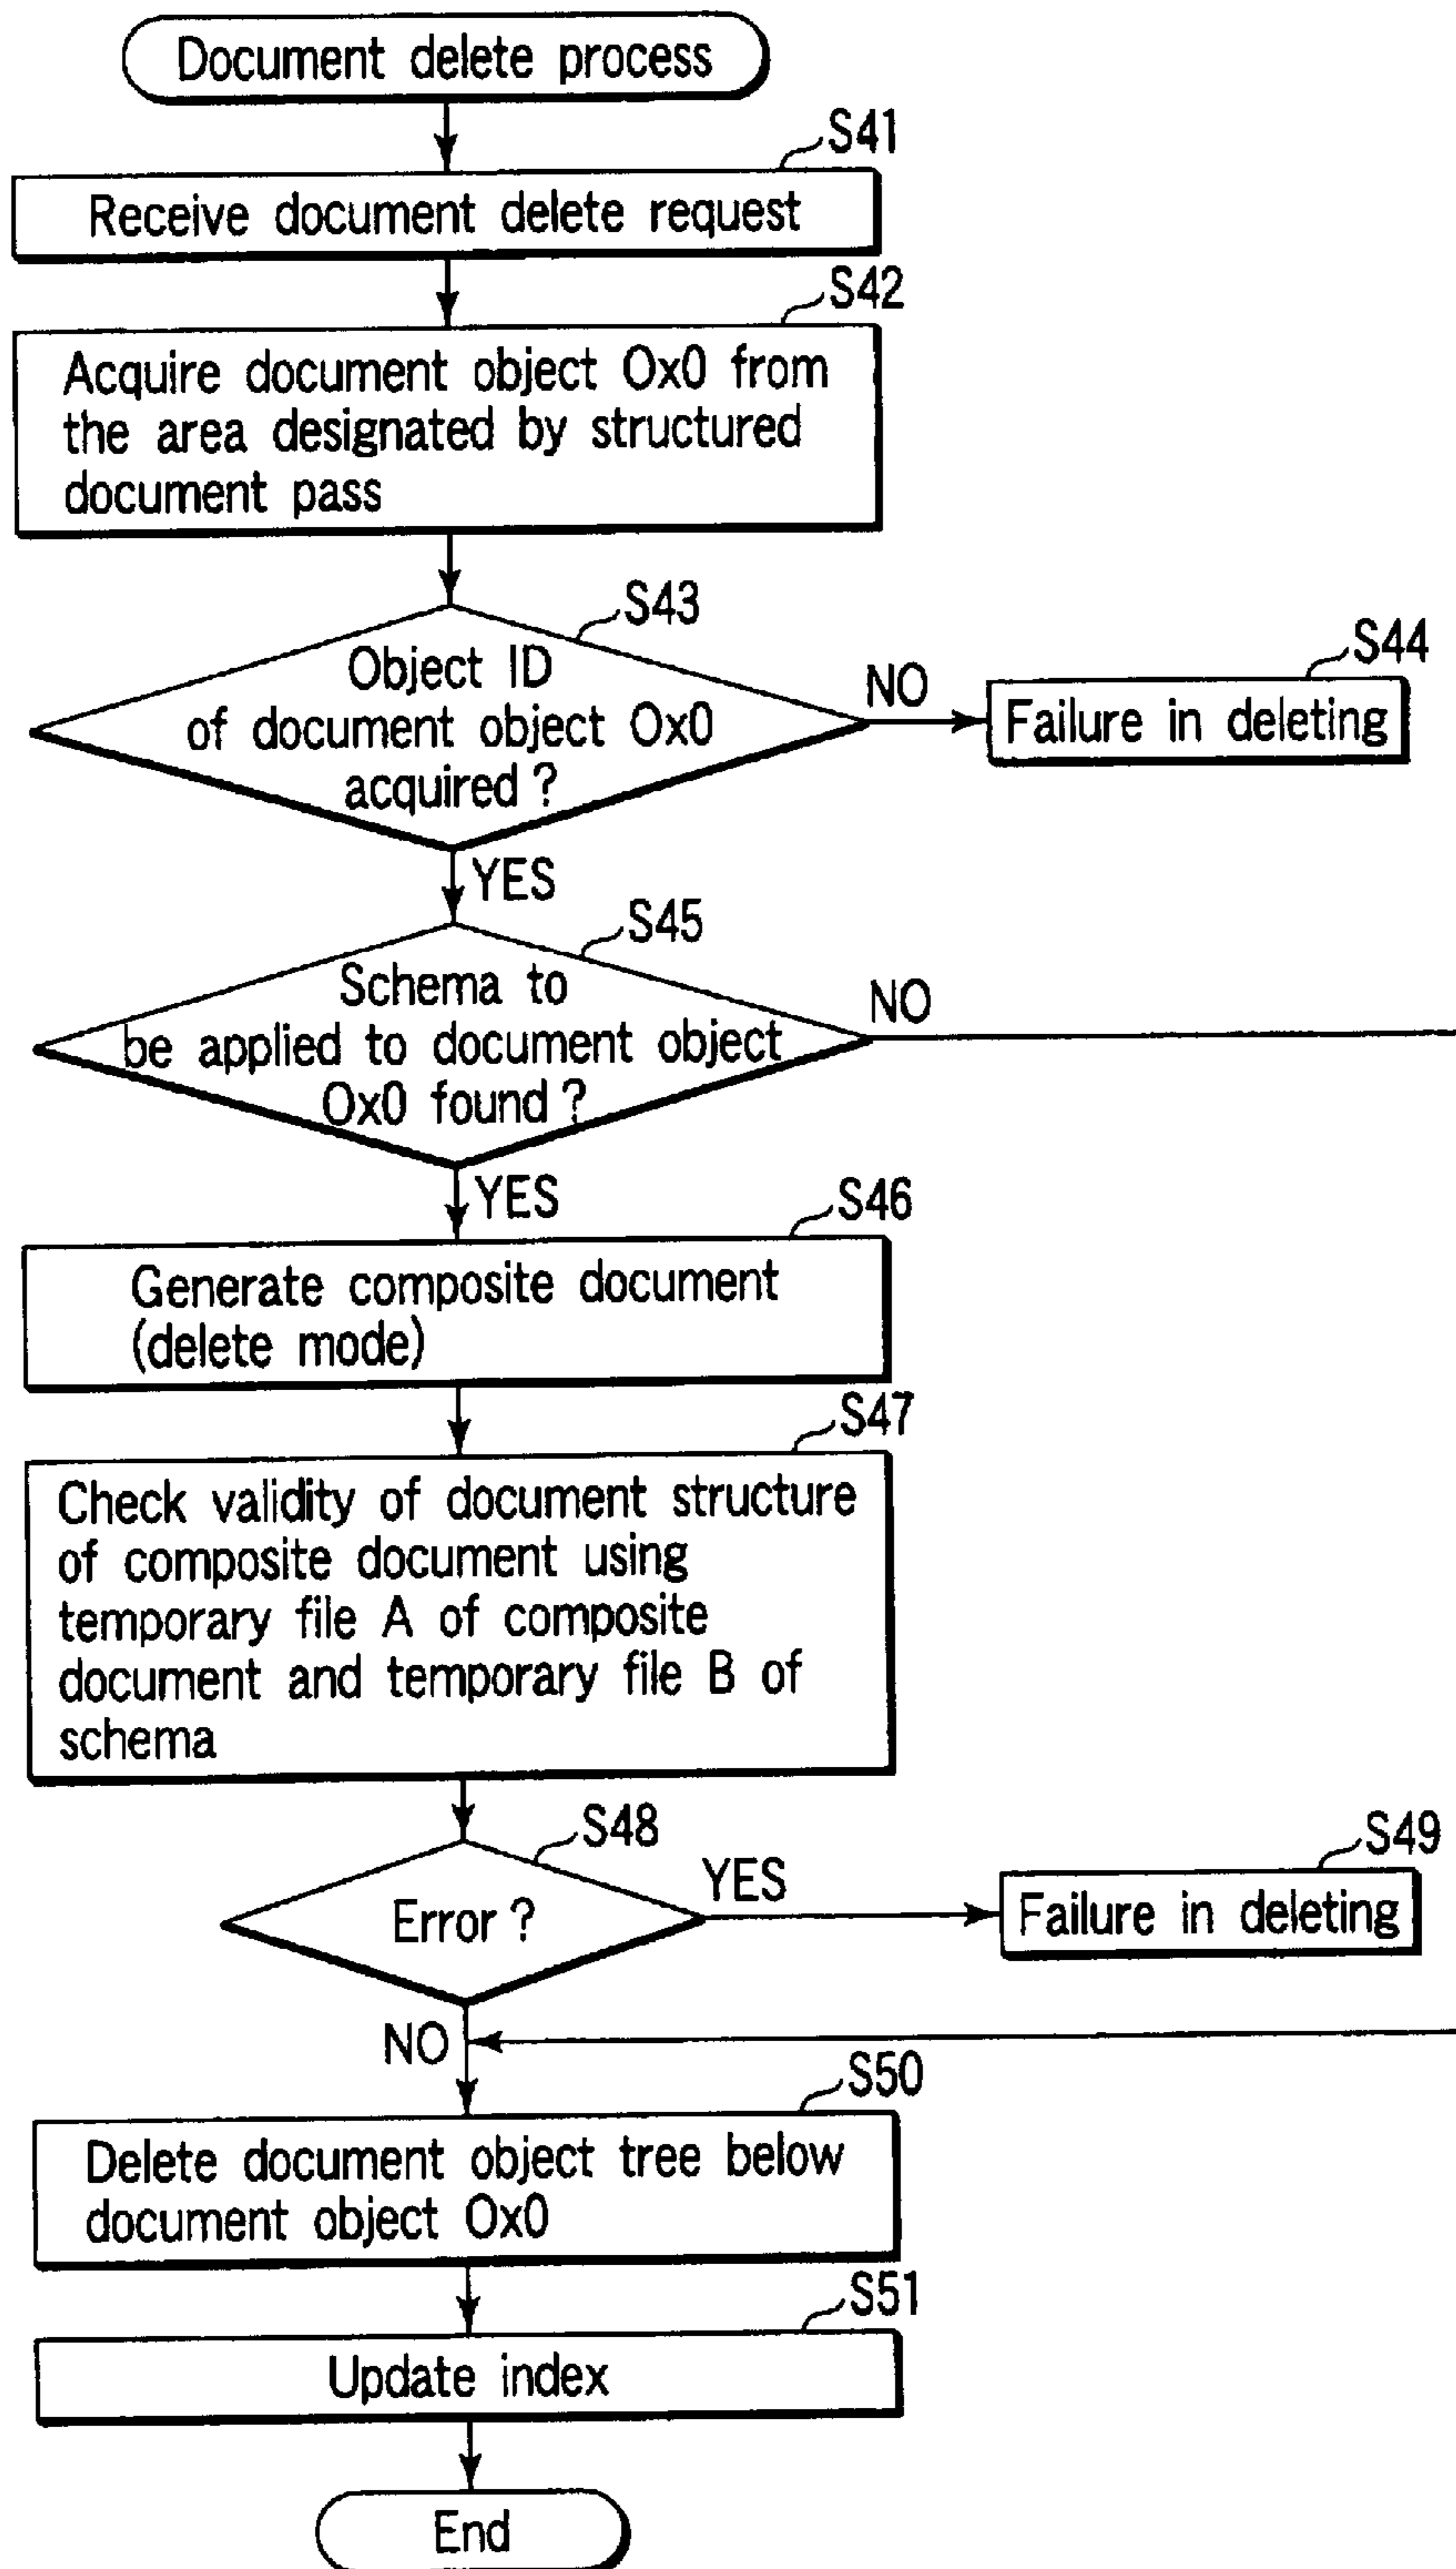 Document delete process
S41
Receive document delete request
S42
Acquire document object Ox0 from
the area designated by structured
document pass
S43
Object ID
of document object Ox0
acquired ?
NO
S44
Failure in deleting
YES
S45
Schema to
be applied to document object
Ox0 found ?
NO
YES
S46
Generate composite document
(delete mode)
S47
Check validity of document structure
of composite document using
temporary file A of composite
document and temporary file B of
schema
S48
Error ?
YES
S49
Failure in deleting
NO
S50
Delete document object tree below
document object Ox0
S51
Update index
End